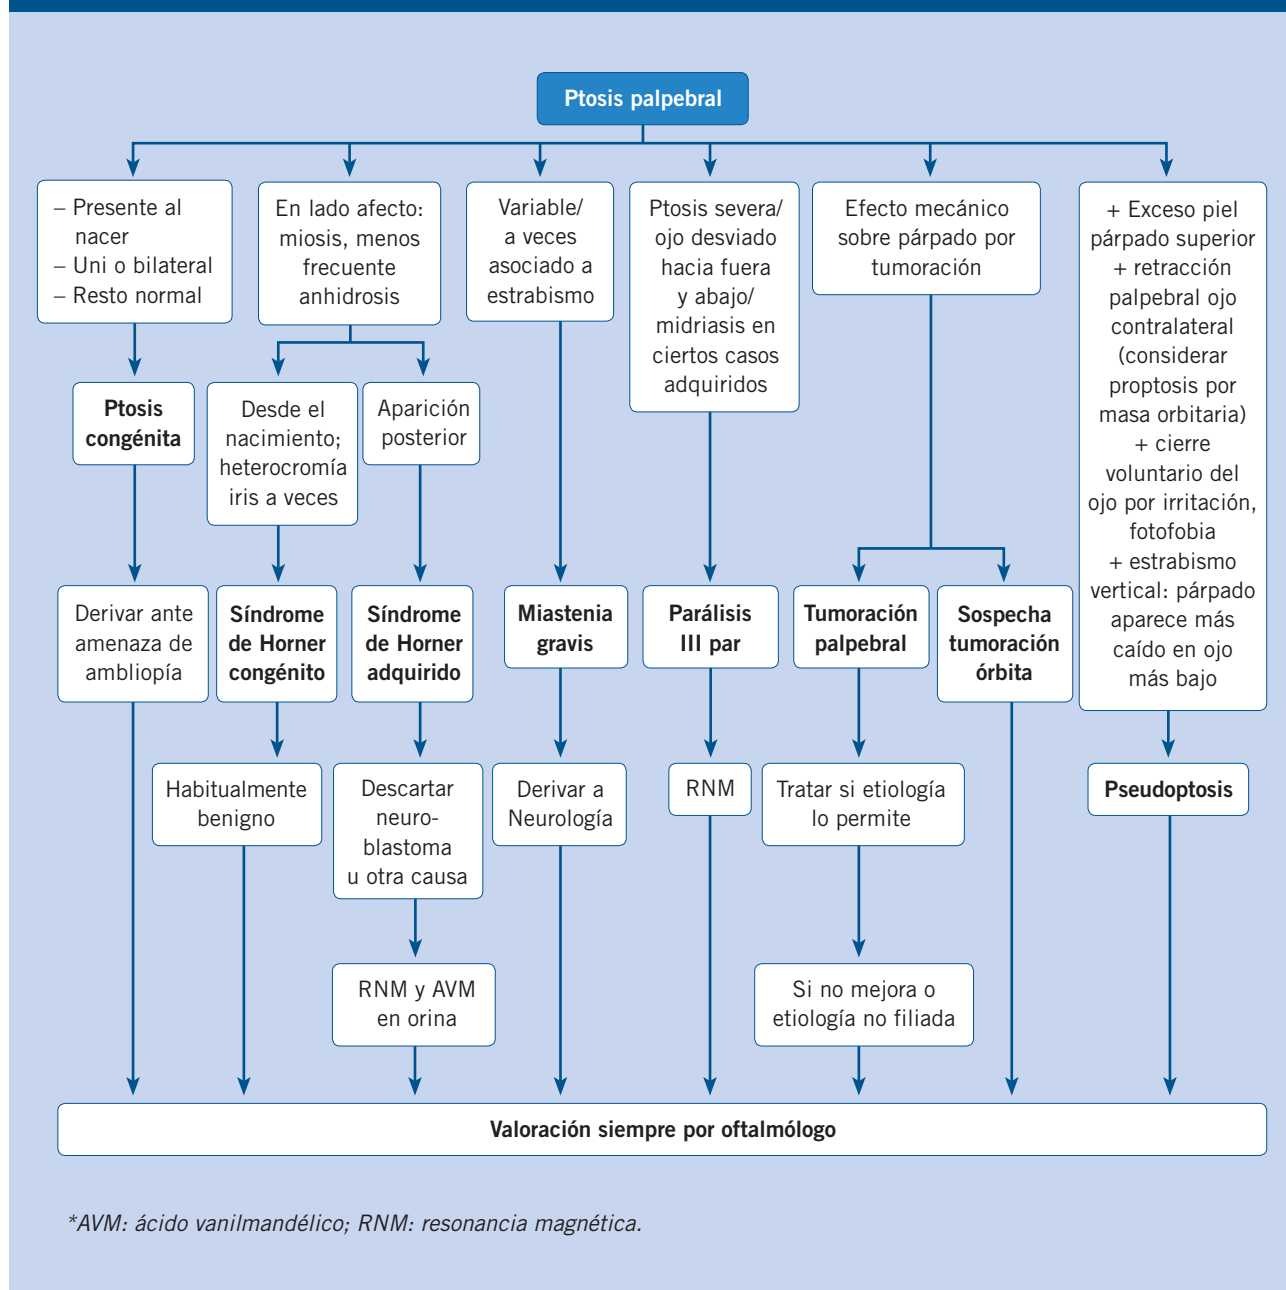 Ptosis palpebral
– Presente al
nacer
– Uni o bilateral
– Resto normal
En lado afecto:
miosis, menos
frecuente
anhidrosis
Variable/
a veces
asociado a
estrabismo
Ptosis severa/
ojo desviado
hacia fuera
y abajo/
midriasis en
ciertos casos
adquiridos
Efecto mecánico
sobre párpado por
tumoración
+ Exceso piel
párpado superior
+ retracción
palpebral ojo
contralateral
(considerar
proptosis por
masa orbitaria)
+ cierre
voluntario del
ojo por irritación,
fotofobia
+ estrabismo
vertical: párpado
aparece más
caído en ojo
más bajo
Ptosis
congénita
Desde el
nacimiento;
heterocromía
iris a veces
Aparición
posterior
Derivar ante
amenaza de
ambliopía
Síndrome
de Horner
congénito
Síndrome
de Horner
adquirido
Miastenia
gravis
Parálisis
III par
Tumoración
palpebral
Sospecha
tumoración
órbita
Habitualmente
benigno
Descartar
neuro-
blastoma
u otra causa
Derivar a
Neurología
RNM
Tratar si etiología
lo permite
Pseudoptosis
RNM y AVM
en orina
Si no mejora o
etiología no filiada
Valoración siempre por oftalmólogo
*AVM: ácido vanilmandélico; RNM: resonancia magnética.